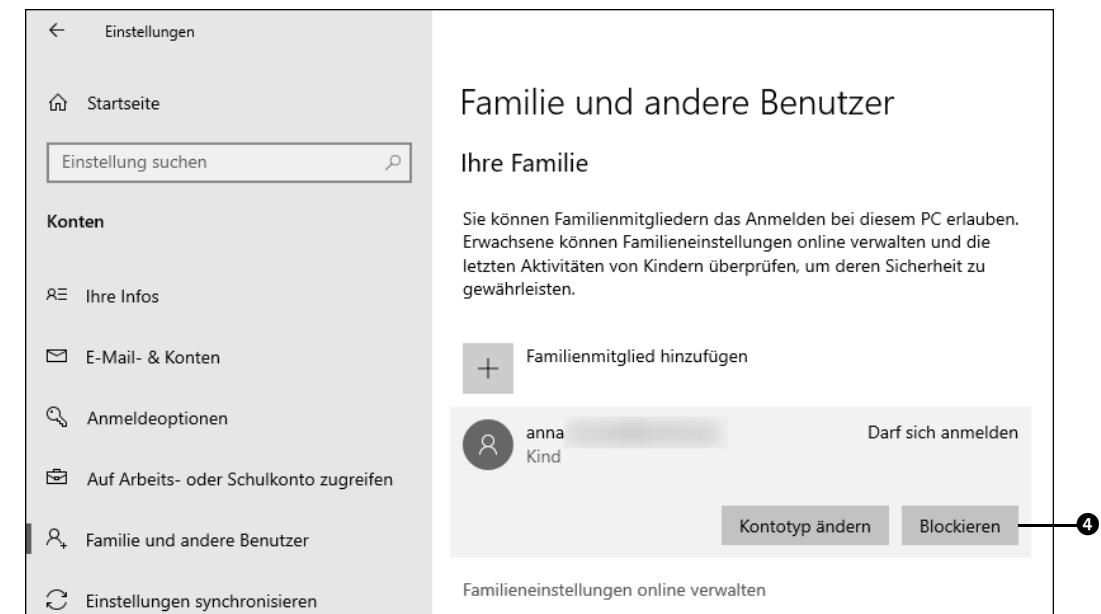 Einstellungen
Startseite
Einstellung suchen
Konten
Ihre Infos
E-Mail- & Konten
Anmeldeoptionen
Auf Arbeits- oder Schulkonto zugreifen
Familie und andere Benutzer
Einstellungen synchronisieren
Familie und andere Benutzer
Ihre Familie
Sie können Familienmitgliedern das Anmelden bei diesem PC erlauben.
Erwachsene können Familieneinstellungen online verwalten und die
letzten Aktivitäten von Kindern überprüfen, um deren Sicherheit zu
gewährleisten.
Familienmitglied hinzufügen
anna
Darf sich anmelden
Kind
Kontotyp ändern
Blockieren
4
Familieneinstellungen online verwalten